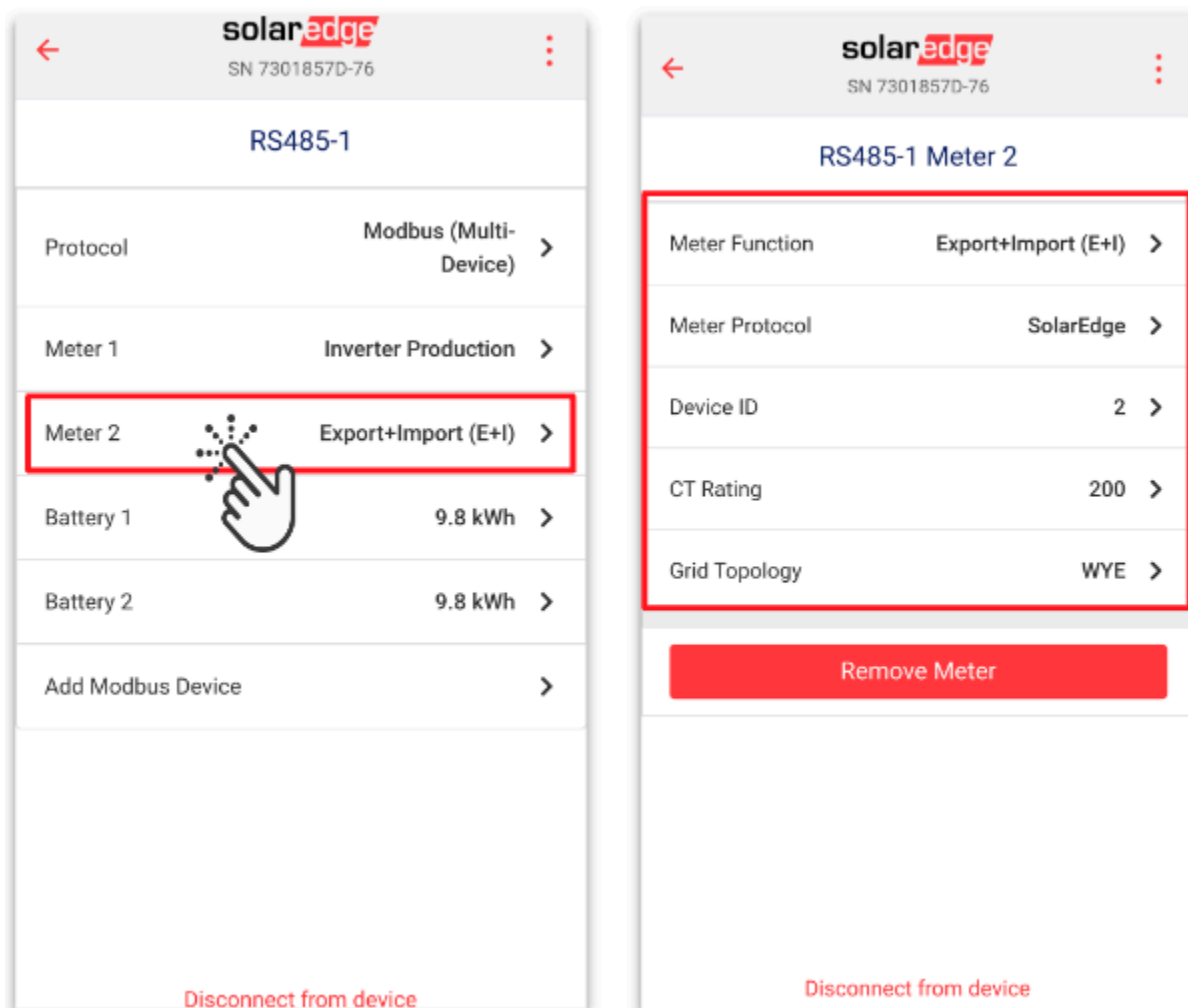 solaredge
SN 7301857D-76
RS485-1
Protocol Modbus (Multi-
Device)
Meter 1 Inverter Production
Meter 2 Export+Import (E+I)
Battery 1 9.8 kWh
Battery 2 9.8 kWh
Add Modbus Device
Disconnect from device
solaredge
SN 7301857D-76
RS485-1 Meter 2
Meter Function Export+Import (E+I)
Meter Protocol SolarEdge
Device ID 2
CT Rating 200
Grid Topology WYE
Remove Meter
Disconnect from device